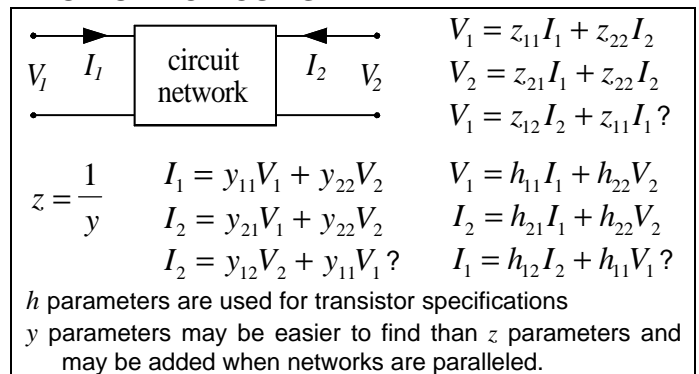 V₁ I₁ circuit network I₂ V₂
V₁ = z₁₁I₁ + z₂₂I₂
V₂ = z₂₁I₁ + z₂₂I₂
V₁ = z₁₂I₂ + z₁₁I₁ ?
z = 1/y
I₁ = y₁₁V₁ + y₂₂V₂
I₂ = y₂₁V₁ + y₂₂V₂
I₂ = y₁₂V₂ + y₁₁V₁ ?
V₁ = h₁₁I₁ + h₂₂V₂
I₂ = h₂₁I₁ + h₂₂V₂
I₁ = h₁₂I₂ + h₁₁V₁ ?
h parameters are used for transistor specifications
y parameters may be easier to find than z parameters and
may be added when networks are paralleled.